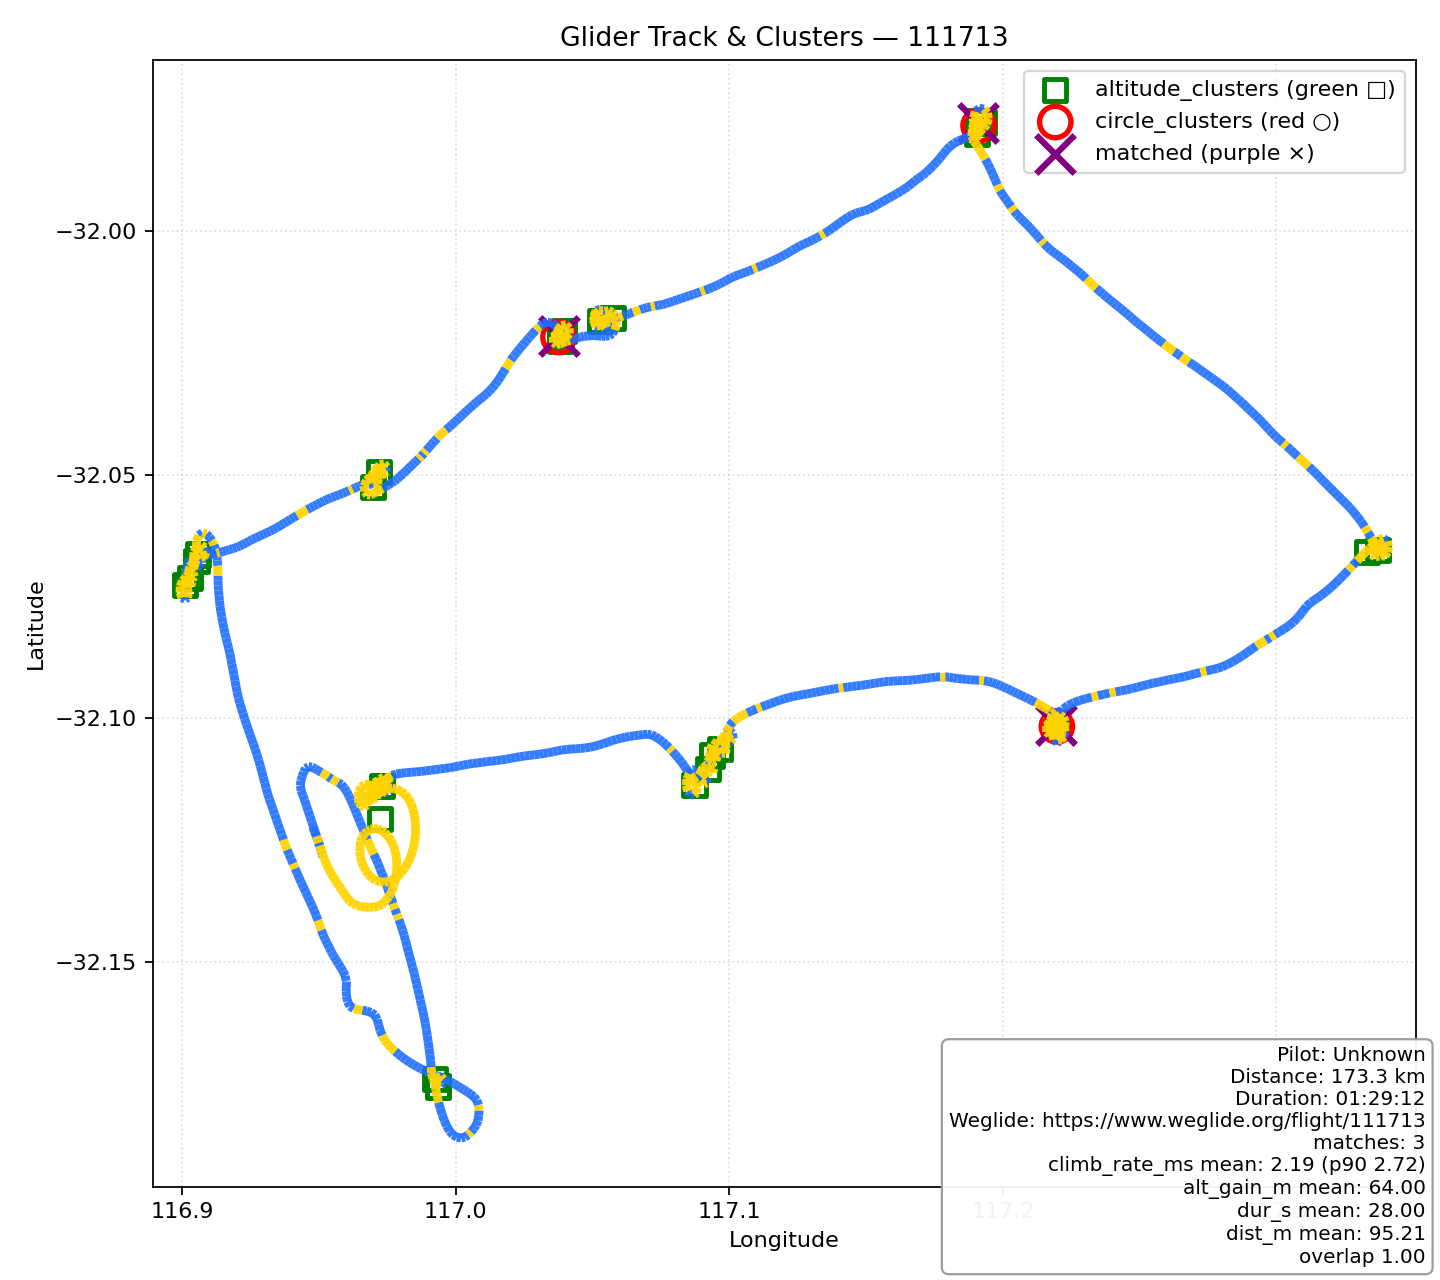 Glider Track & Clusters — 111713
altitude_clusters (green □)
circle_clusters (red ○)
matched (purple ×)
−32.00
−32.05
−32.10
−32.15
Latitude
116.9
117.0
117.1
117.2
Longitude
Pilot: Unknown
Distance: 173.3 km
Duration: 01:29:12
Weglide: https://www.weglide.org/flight/111713
matches: 3
climb_rate_ms mean: 2.19 (p90 2.72)
alt_gain_m mean: 64.00
dur_s mean: 28.00
dist_m mean: 95.21
overlap 1.00